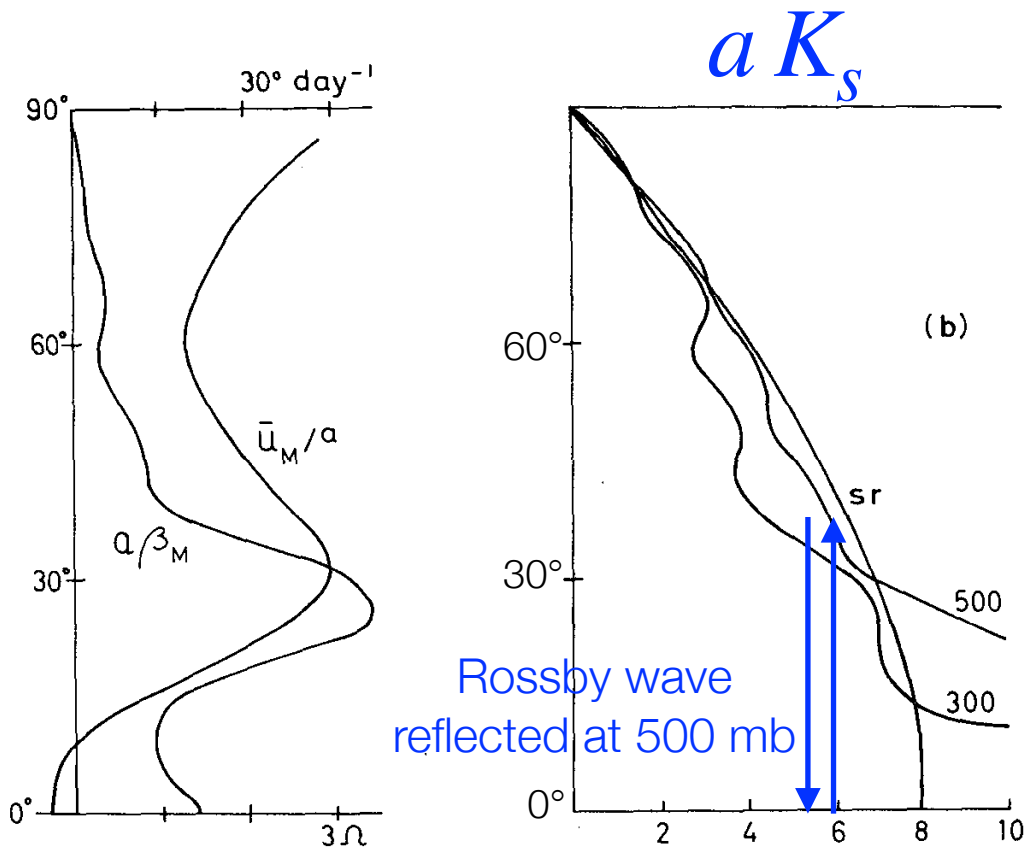 a K_s
30° day⁻¹
90°
60°
30°
0°
ū_M/a
aβ_M
3Ω
(b)
60°
30°
0°
sr
500
300
Rossby wave
reflected at 500 mb
2 4 6 8 10